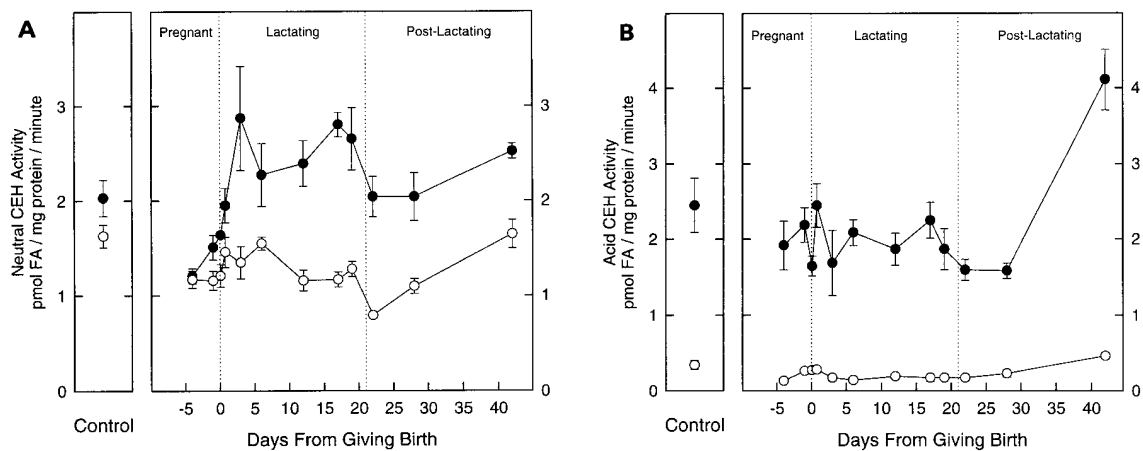 A
Neutral CEH Activity
pmol FA / mg protein / minute
3
2
1
0
Control
Pregnant
Lactating
Post-Lactating
3
2
1
0
-5
0
5
10
15
20
25
30
35
40
Days From Giving Birth
B
Acid CEH Activity
pmol FA / mg protein / minute
4
3
2
1
0
Control
Pregnant
Lactating
Post-Lactating
4
3
2
1
0
-5
0
5
10
15
20
25
30
35
40
Days From Giving Birth